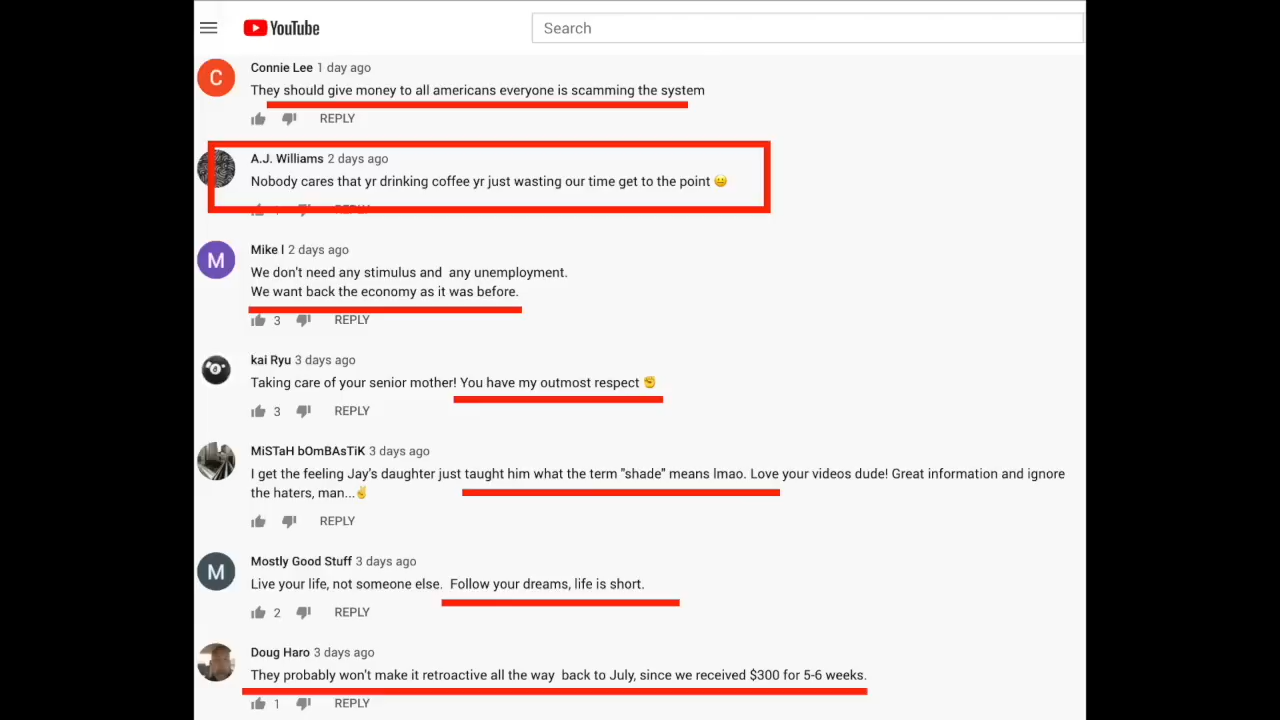 YouTube
Search
C
Connie Lee 1 day ago
They should give money to all americans everyone is scamming the system
REPLY
A.J. Williams 2 days ago
Nobody cares that yr drinking coffee yr just wasting our time get to the point 😐
REPLY
M
Mike l 2 days ago
We don't need any stimulus and any unemployment.
We want back the economy as it was before.
3 REPLY
kai Ryu 3 days ago
Taking care of your senior mother! You have my outmost respect ✊
3 REPLY
MiSTaH bOmBAsTiK 3 days ago
I get the feeling Jay's daughter just taught him what the term "shade" means lmao. Love your videos dude! Great information and ignore
the haters, man...✌
REPLY
M
Mostly Good Stuff 3 days ago
Live your life, not someone else. Follow your dreams, life is short.
2 REPLY
Doug Haro 3 days ago
They probably won't make it retroactive all the way back to July, since we received $300 for 5-6 weeks.
1 REPLY